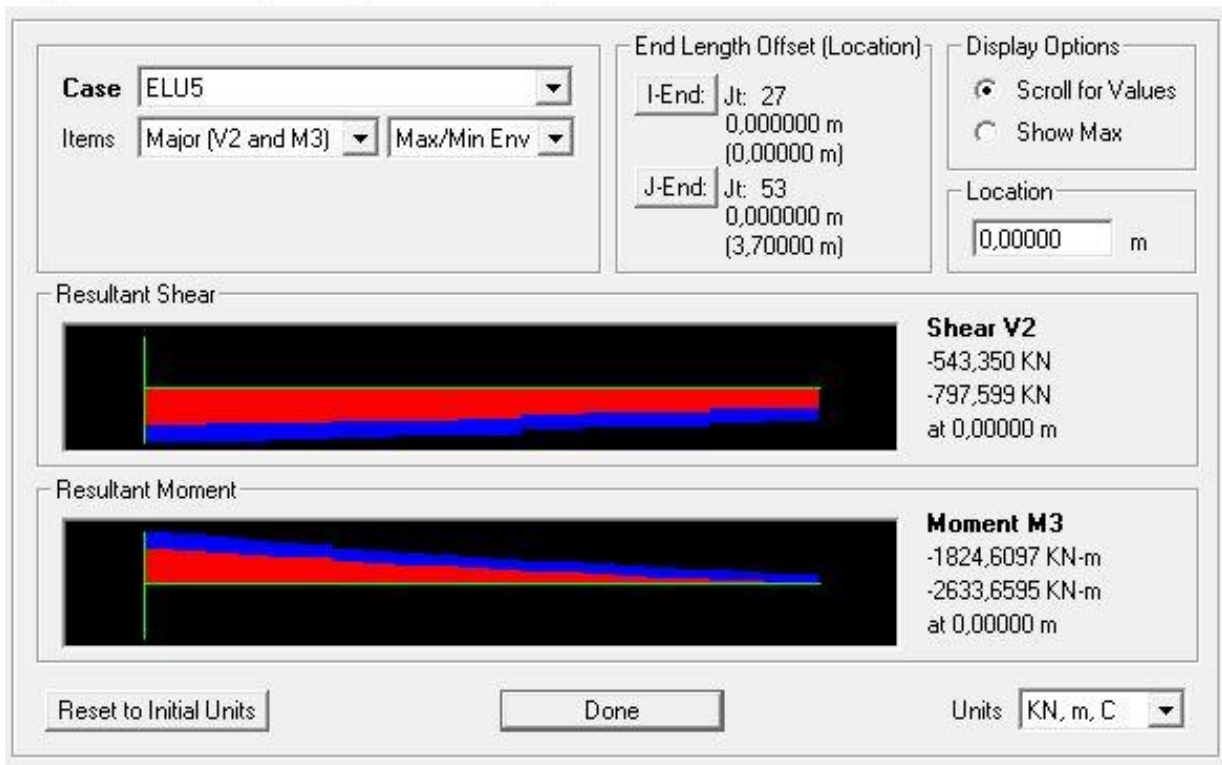 Case ELU5
Items Major (V2 and M3) Max/Min Env
End Length Offset (Location)
I-End: Jt: 27
0,000000 m
(0,00000 m)
J-End: Jt: 53
0,000000 m
(3,70000 m)
Display Options
Scroll for Values
Show Max
Location
0,00000 m
Resultant Shear
Shear V2
-543,350 KN
-797,599 KN
at 0,00000 m
Resultant Moment
Moment M3
-1824,6097 KN-m
-2633,6595 KN-m
at 0,00000 m
Reset to Initial Units
Done
Units KN, m, C